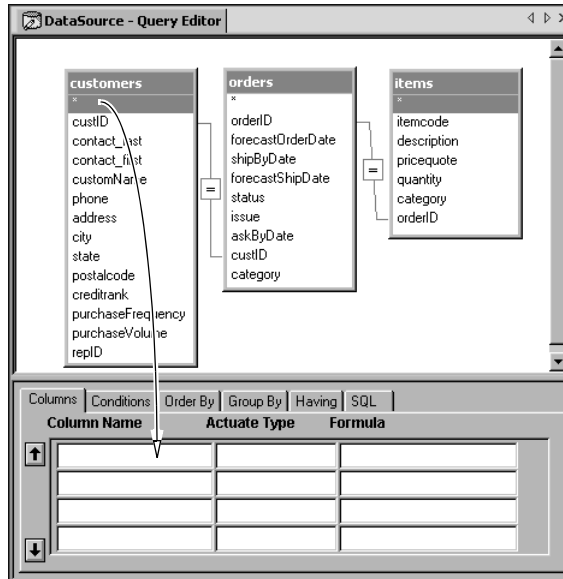 DataSource - Query Editor
customers
*
custID
contact_last
contact_first
customName
phone
address
city
state
postalcode
creditrank
purchaseFrequency
purchaseVolume
repID
orders
*
orderID
forecastOrderDate
shipByDate
forecastShipDate
status
issue
askByDate
custID
category
items
*
itemcode
description
pricequote
quantity
category
orderID
=
=
Columns Conditions Order By Group By Having SQL
Column Name Actuate Type Formula